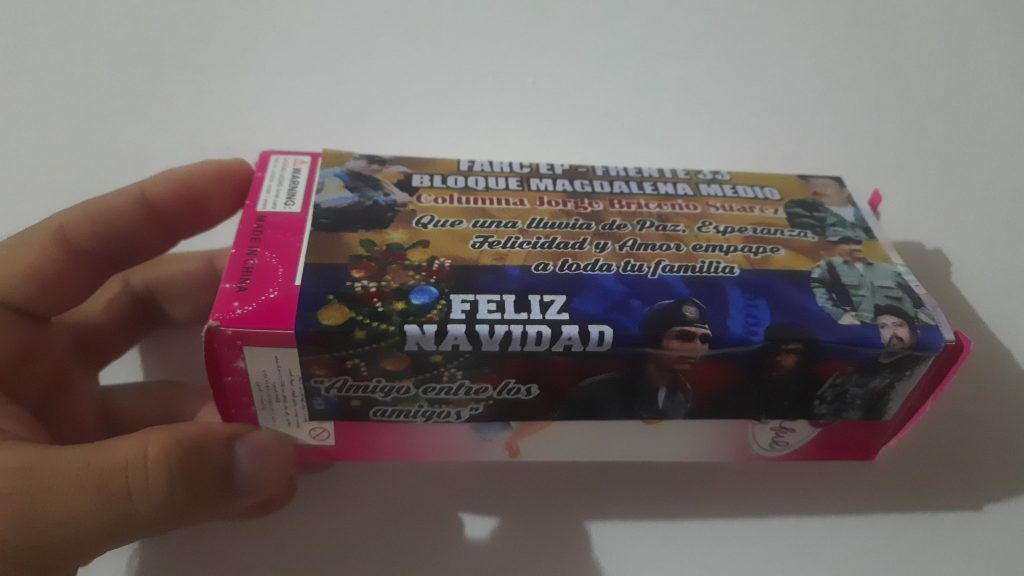 FARC EP - FRENTE 33
BLOQUE MAGDALENA MEDIO
Columna Jorge Briceño Suarez
Que una lluvia de Paz, Esperanza,
Felicidad y Amor empape
a toda tu familia
FELIZ
NAVIDAD
"Amigo entre los
amigos"
WARNING:
MADE IN CHINA